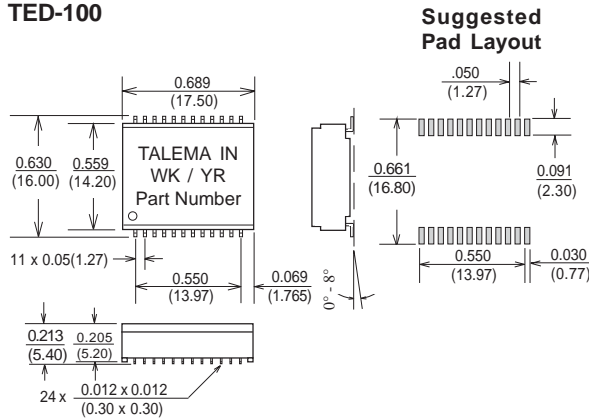 TED-100
Suggested
Pad Layout
0.689
(17.50)
.050
(1.27)
0.630
(16.00)
0.559
(14.20)
TALEMA IN
WK / YR
Part Number
0.661
(16.80)
0.091
(2.30)
11 x 0.05(1.27)
0.550
(13.97)
0.069
(1.765)
0° - 8°
0.550
(13.97)
0.030
(0.77)
0.213
(5.40)
0.205
(5.20)
24 x
0.012 x 0.012
(0.30 x 0.30)